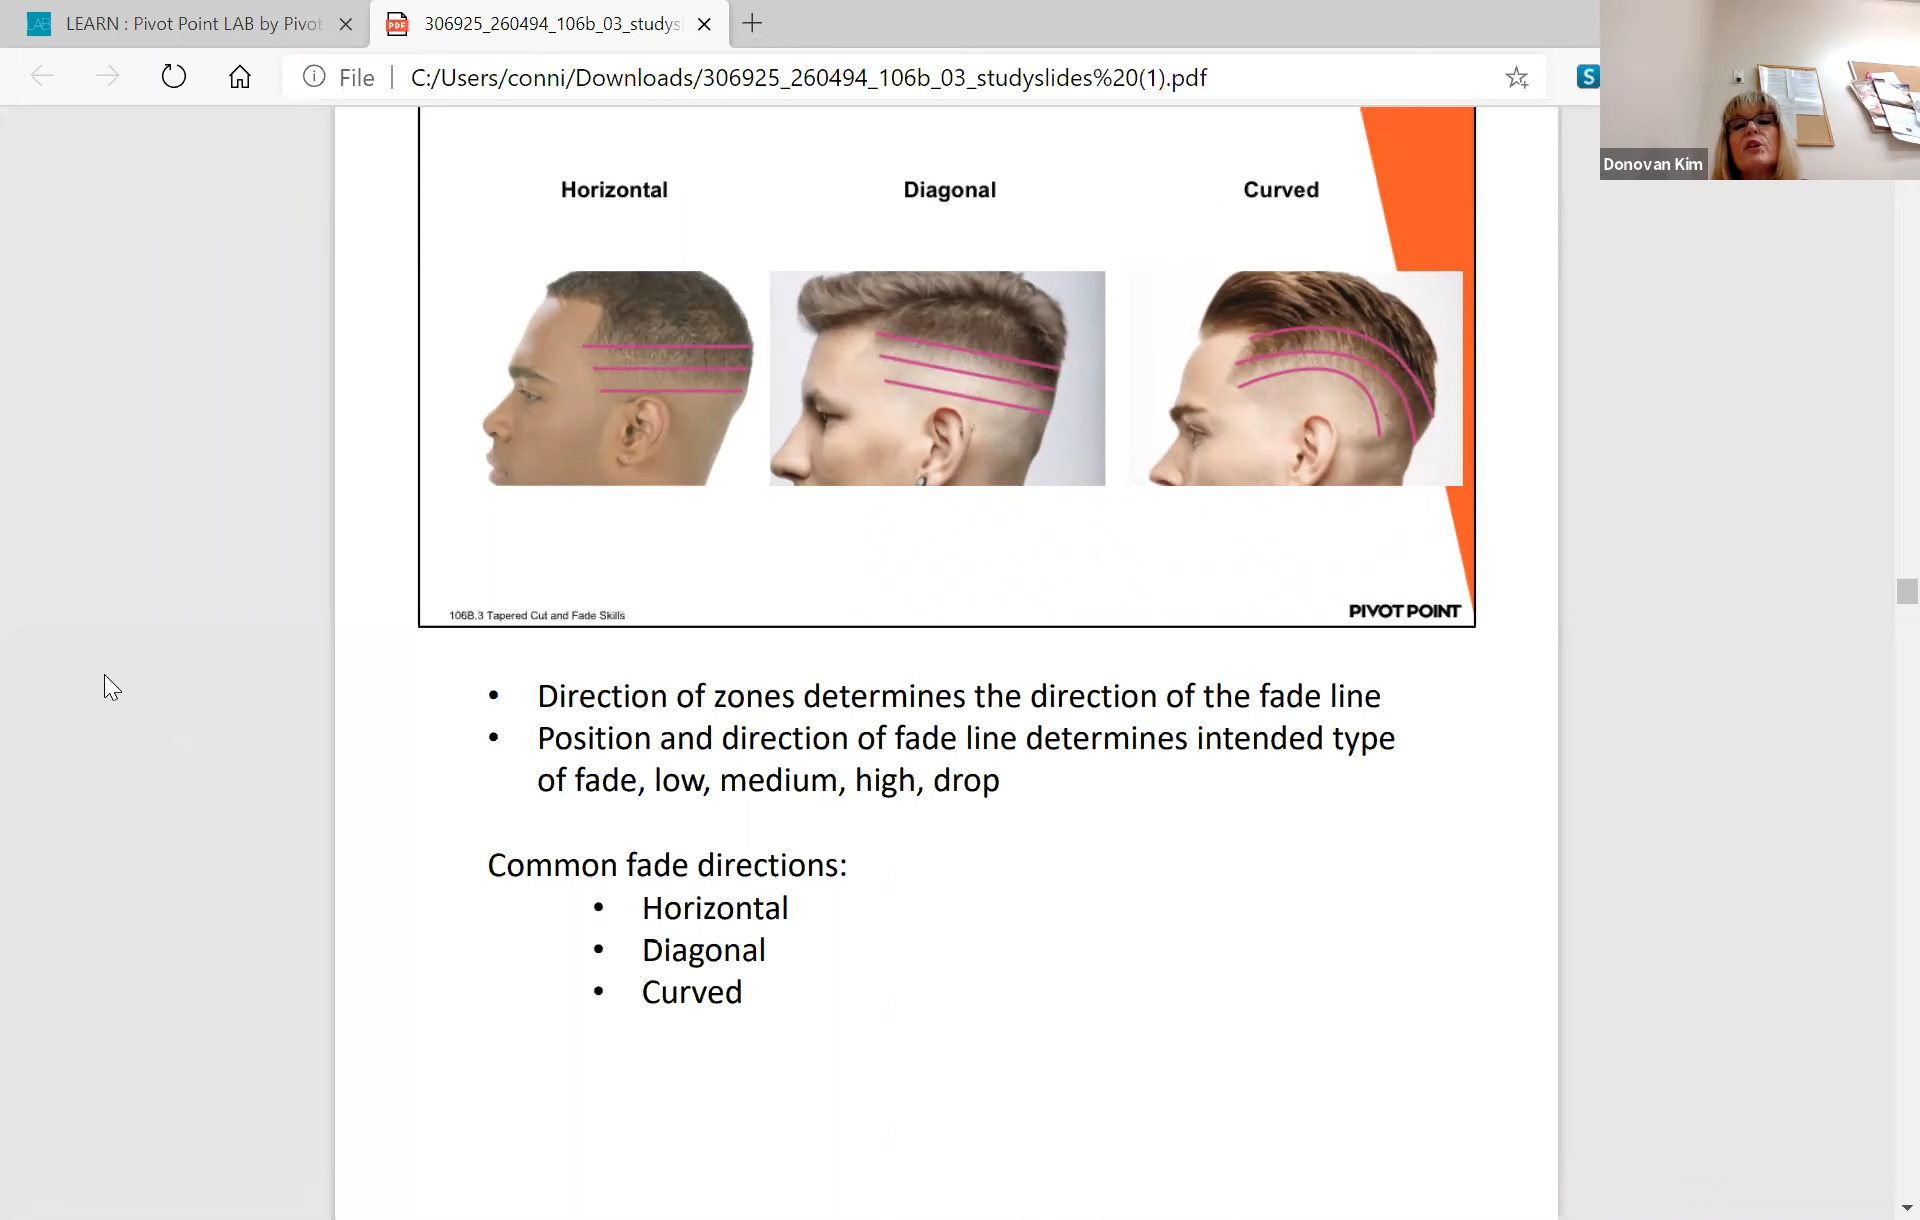 LAB
LEARN : Pivot Point LAB by Pivot
PDF
306925_260494_106b_03_studys
File
C:/Users/conni/Downloads/306925_260494_106b_03_studyslides%20(1).pdf
S
Donovan Kim
Horizontal
Diagonal
Curved
106B.3 Tapered Cut and Fade Skills
PIVOT POINT
• Direction of zones determines the direction of the fade line
• Position and direction of fade line determines intended type
of fade, low, medium, high, drop
Common fade directions:
• Horizontal
• Diagonal
• Curved